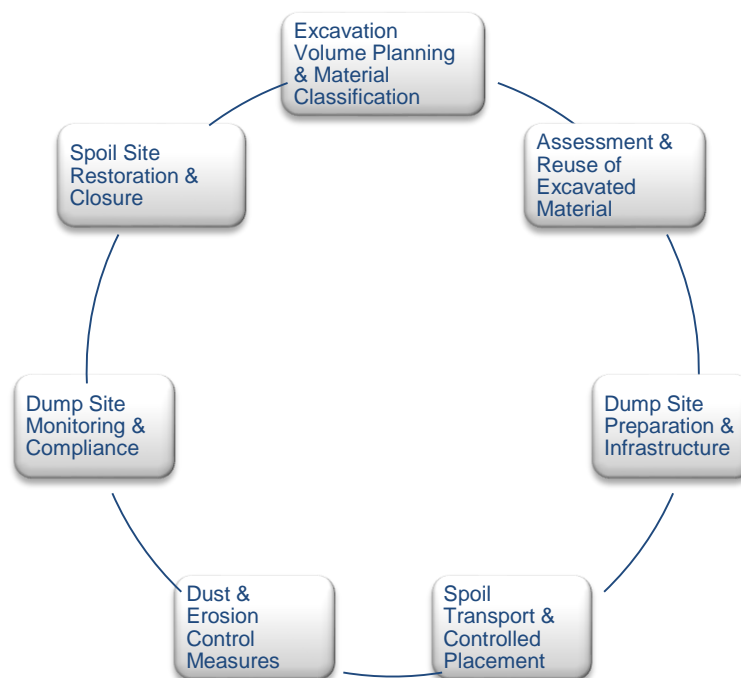 Excavation
Volume Planning
& Material
Classification
Assessment &
Reuse of
Excavated
Material
Dump Site
Preparation &
Infrastructure
Spoil
Transport &
Controlled
Placement
Dust &
Erosion
Control
Measures
Dump Site
Monitoring &
Compliance
Spoil Site
Restoration &
Closure